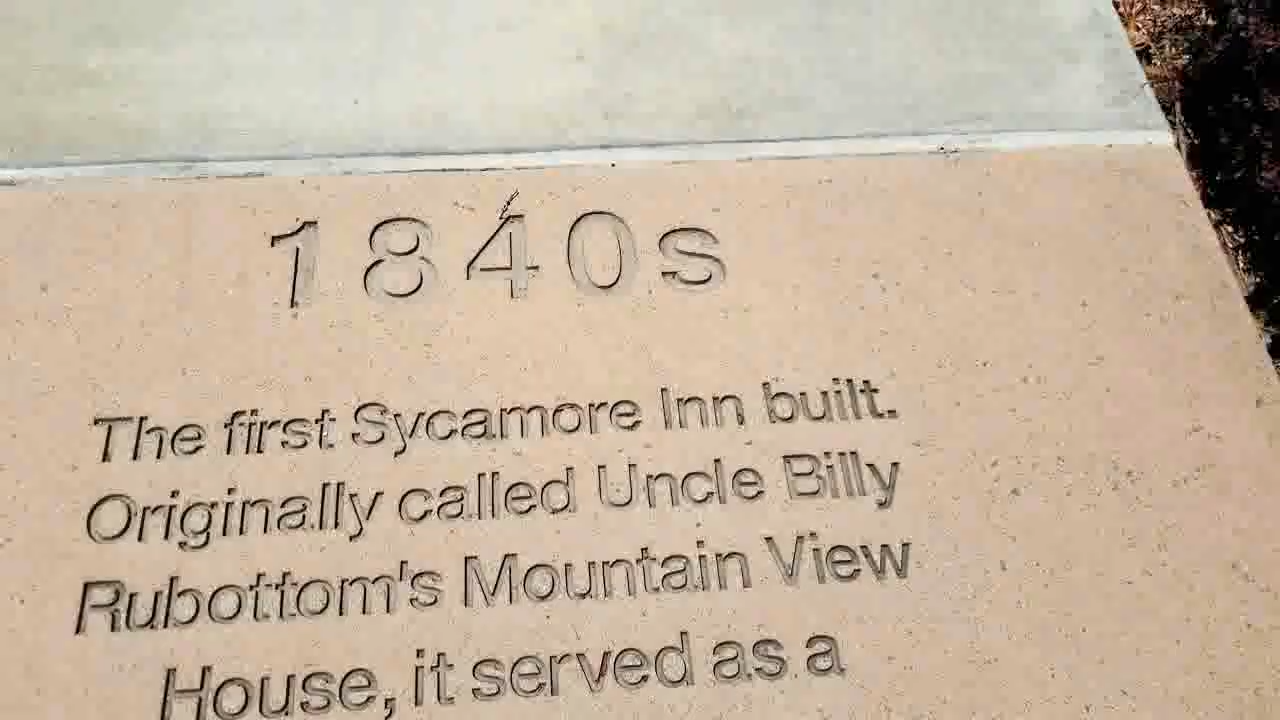 1840s
The first Sycamore Inn built.
Originally called Uncle Billy
Rubottom's Mountain View
House, it served as a